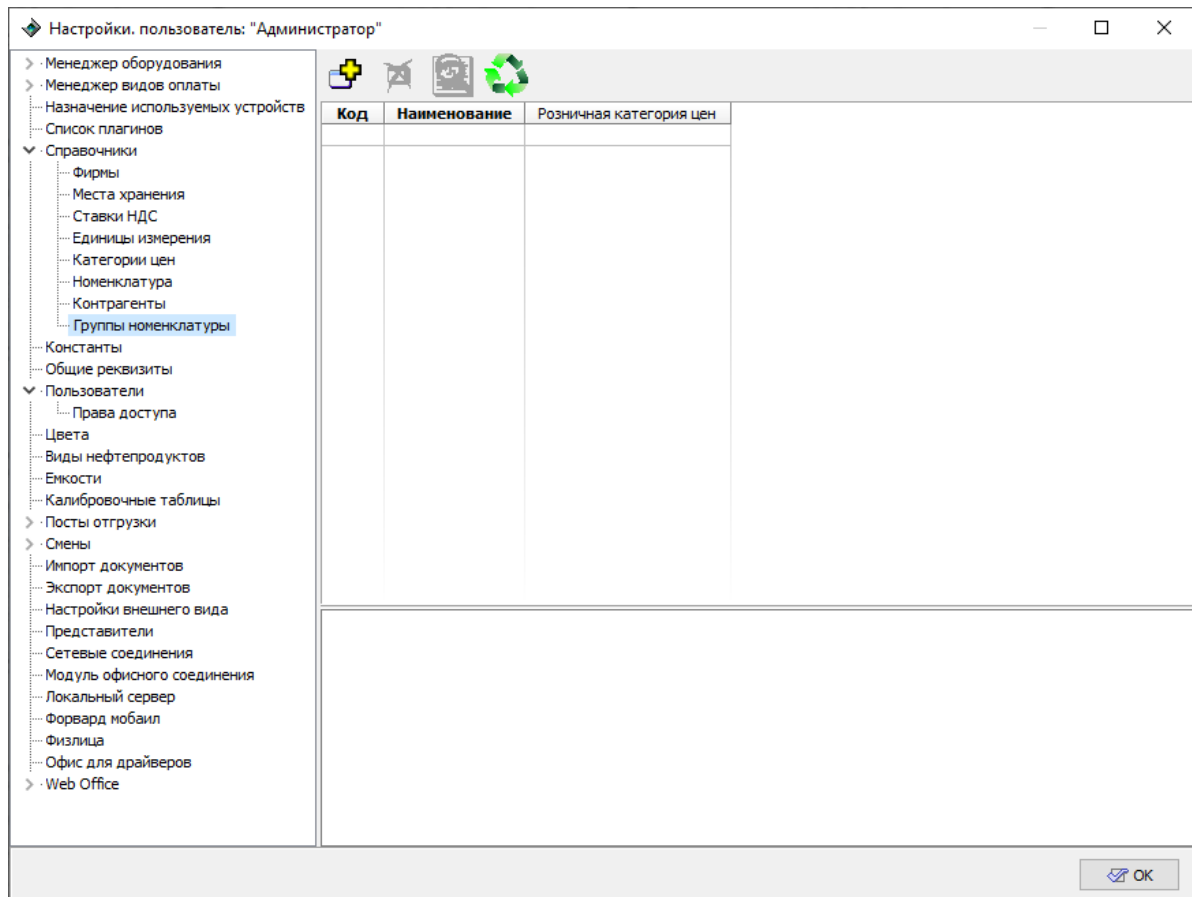 Настройки. пользователь: "Администратор"
Менеджер оборудования
Менеджер видов оплаты
Назначение используемых устройств
Список плагинов
Справочники
Фирмы
Места хранения
Ставки НДС
Единицы измерения
Категории цен
Номенклатура
Контрагенты
Группы номенклатуры
Константы
Общие реквизиты
Пользователи
Права доступа
Цвета
Виды нефтепродуктов
Емкости
Калибровочные таблицы
Посты отгрузки
Смены
Импорт документов
Экспорт документов
Настройки внешнего вида
Представители
Сетевые соединения
Модуль офисного соединения
Локальный сервер
Форвард мобаил
Физлица
Офис для драйверов
Web Office
Код Наименование Розничная категория цен
OK